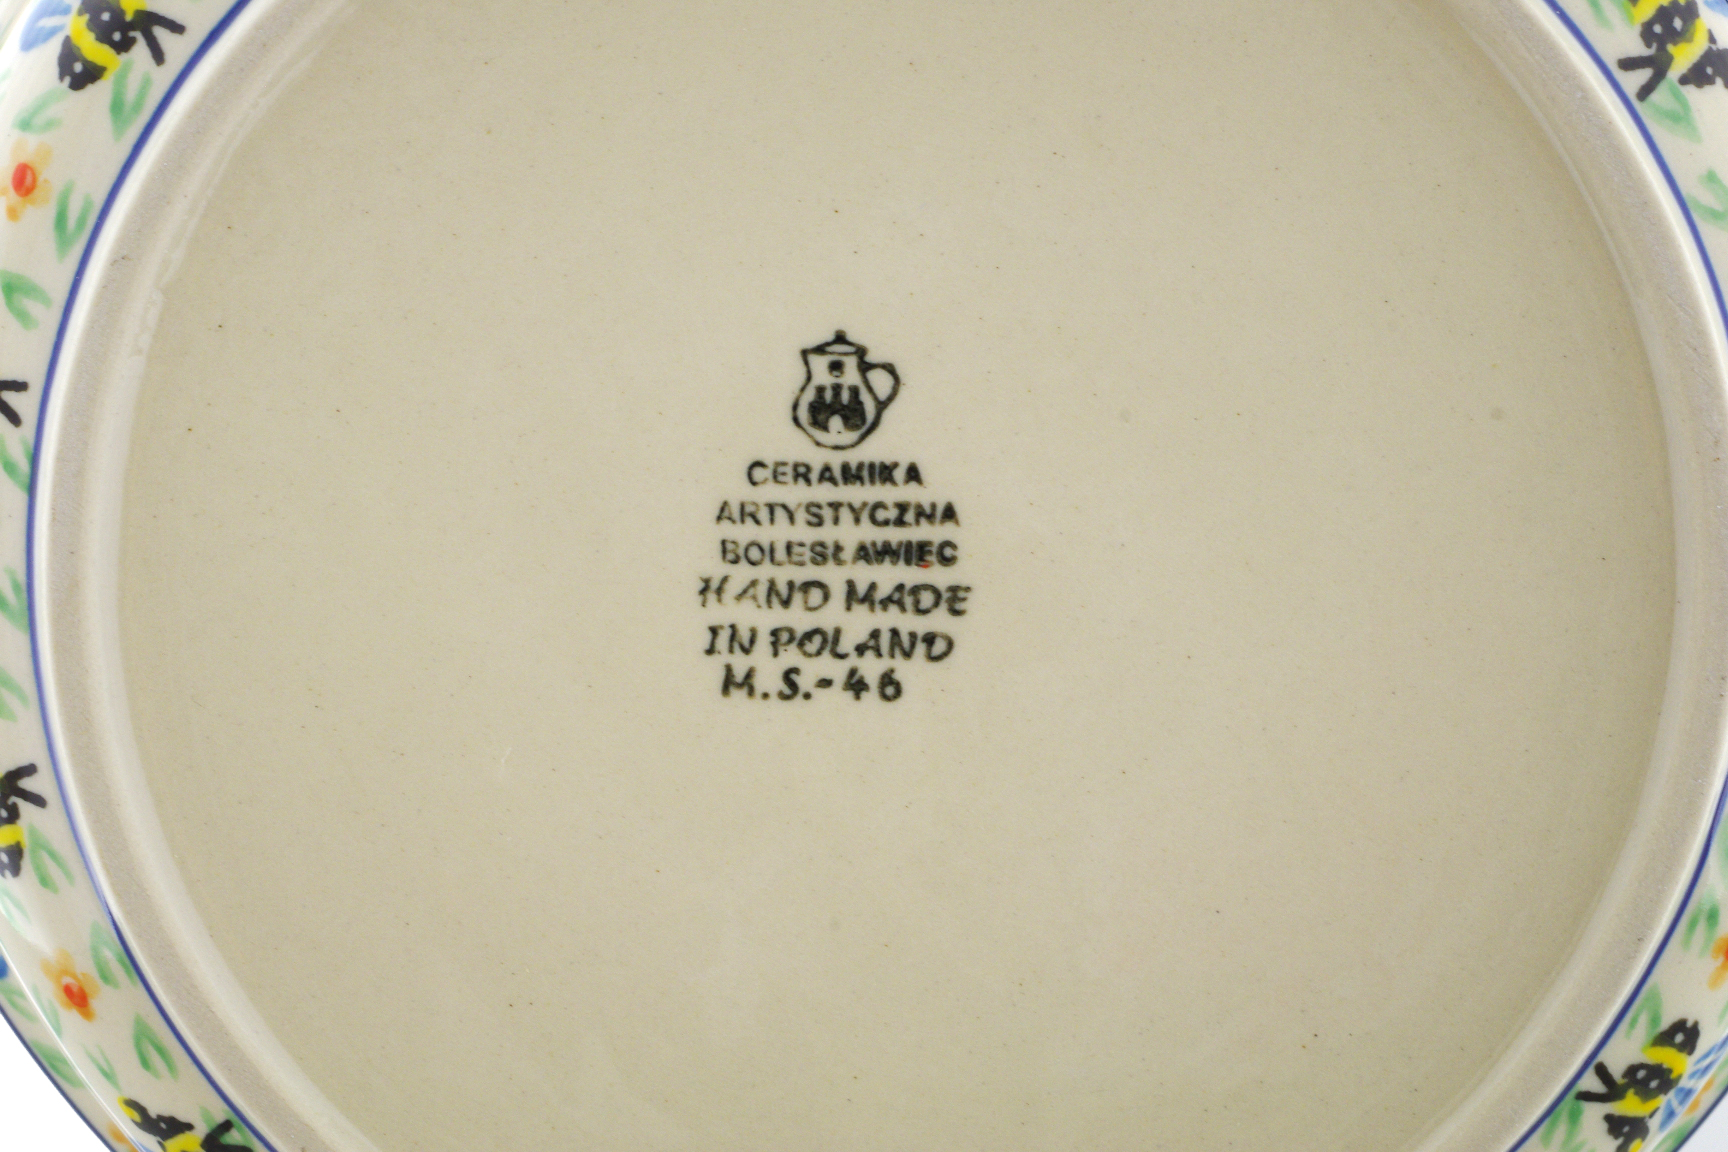 CERAMIKA
ARTYSTYCZNA
BOLESŁAWIEC
HAND MADE
IN POLAND
M.S.-46